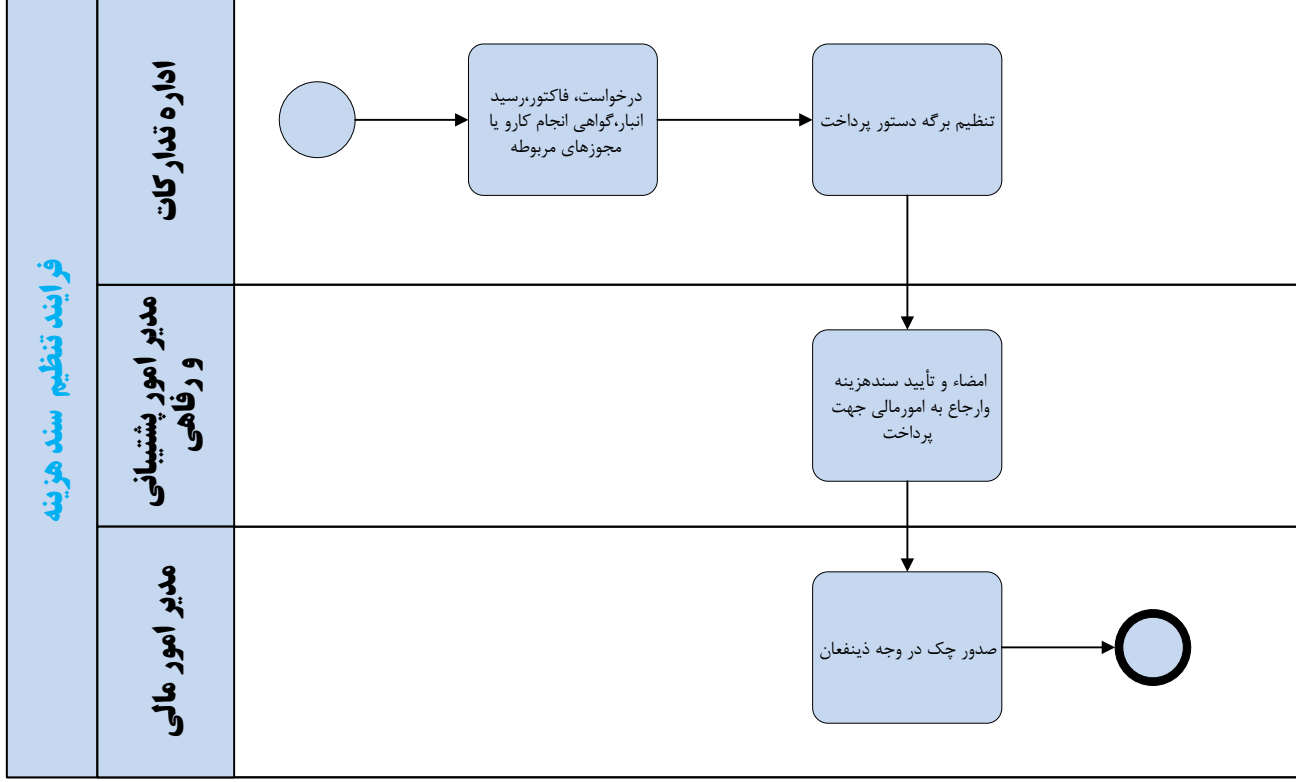 فرایند تنظیم سند هزینه
اداره تدارکات
درخواست، فاکتور،رسید
انبار،گواهی انجام کارو یا
مجوزهای مربوطه
تنظیم برگه دستور پرداخت
مدیر امور پشتیبانی
و رفاهی
امضاء و تأیید سندهزینه
وارجاع به امورمالی جهت
پرداخت
مدیر امور مالی
صدور چک در وجه ذینفعان